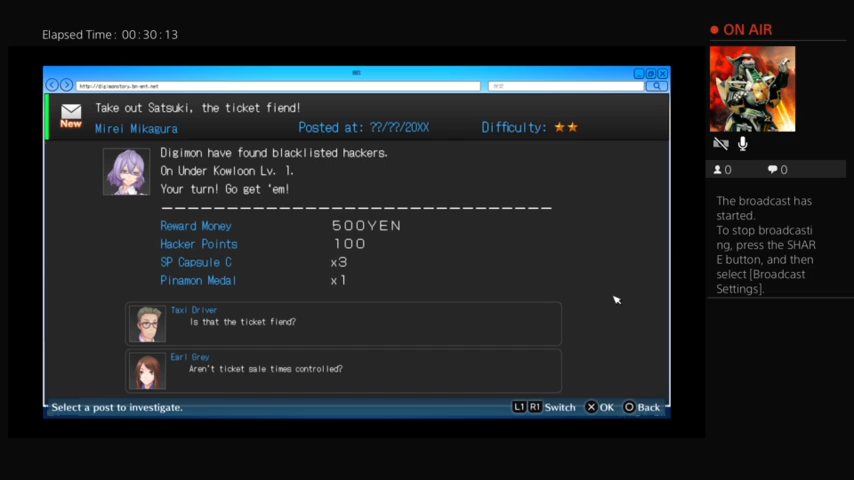 Elapsed Time : 00:30:13
ON AIR
http://digimonstory.bn-ent.net
Take out Satsuki, the ticket fiend!
New
Mirei Mikagura
Posted at: ??/??/20XX
Difficulty: ★★
Digimon have found blacklisted hackers.
On Under Kowloon Lv. 1.
Your turn! Go get 'em!
Reward Money 500YEN
Hacker Points 100
SP Capsule C x3
Pinamon Medal x1
Taxi Driver
Is that the ticket fiend?
Earl Grey
Aren't ticket sale times controlled?
Select a post to investigate.
L1 R1 Switch X OK O Back
0 0
The broadcast has
started.
To stop broadcasti
ng, press the SHAR
E button, and then
select [Broadcast
Settings].